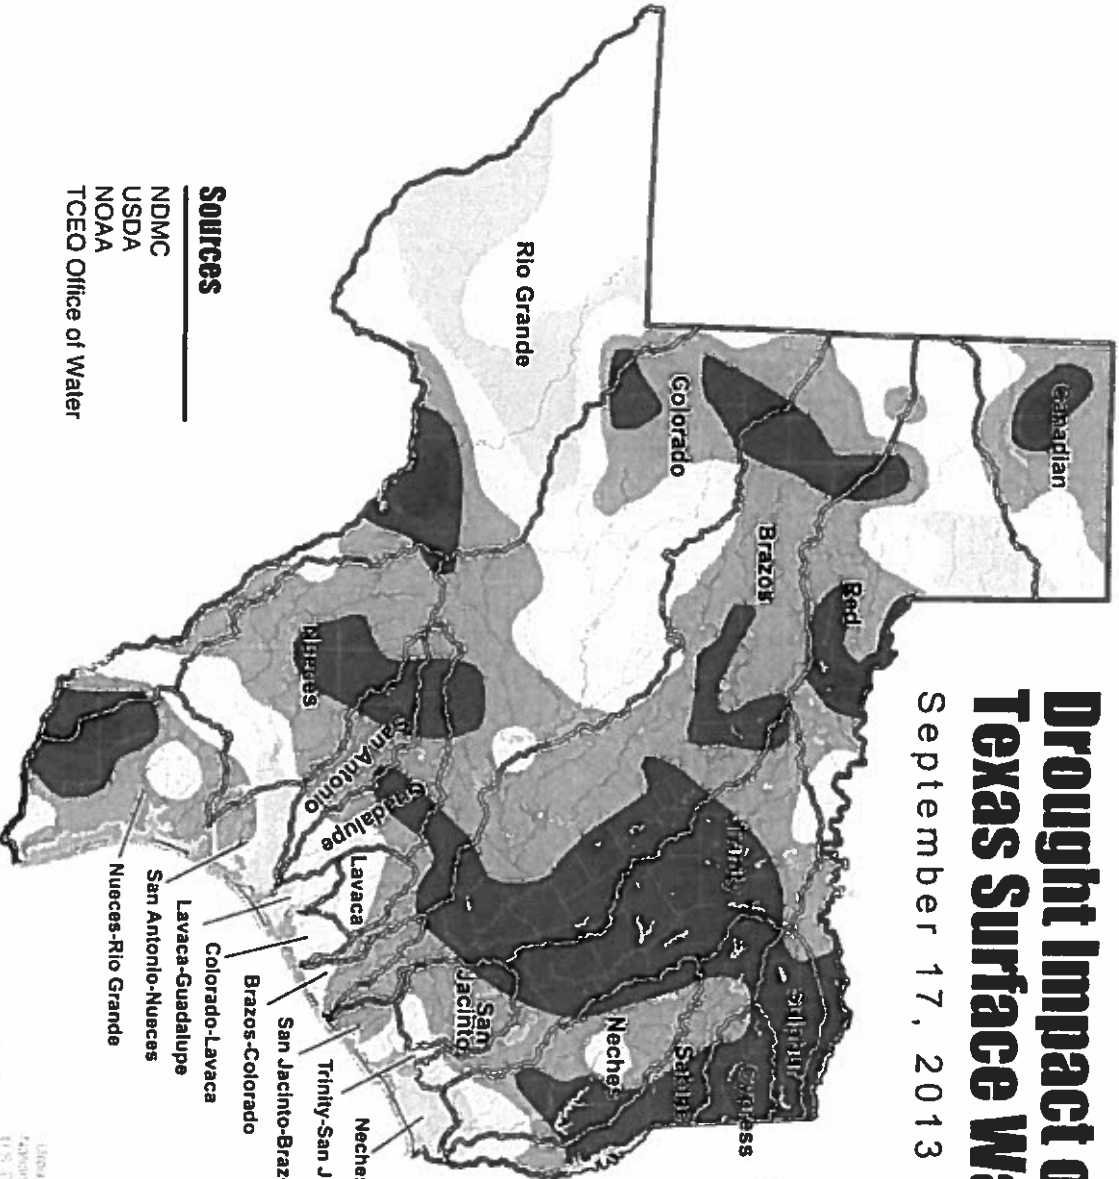 Drought Impact o
Texas Surface Wa
September 17, 2013
Canadian
Red
Brazos
Colorado
Rio Grande
Trinity
Sulphur
Cypress
Sabine
Neches
San
Jacinto
Lavaca
Guadalupe
San Antonio
Nueces
Neches
Trinity-San J
San Jacinto-Braz
Brazos-Colorado
Colorado-Lavaca
Lavaca-Guadalupe
San Antonio-Nueces
Nueces-Rio Grande
Sources
NDMC
USDA
NOAA
TCEQ Office of Water